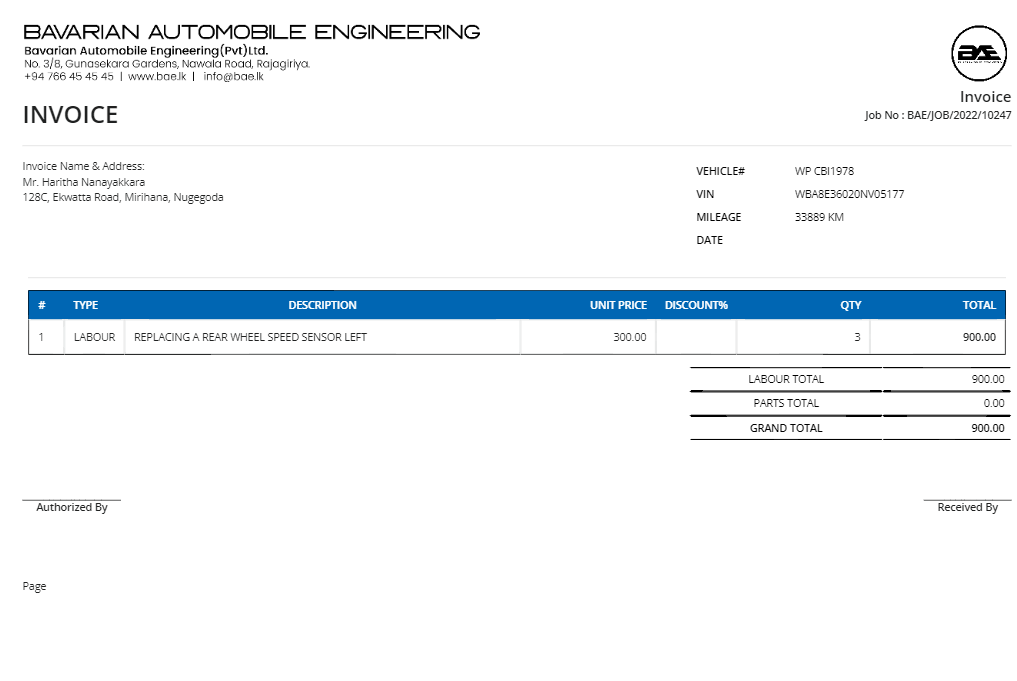 BAVARIAN AUTOMOBILE ENGINEERING
Bavarian Automobile Engineering(Pvt)Ltd.
No. 3/8, Gunasekara Gardens, Nawala Road, Rajagiriya.
+94 766 45 45 45 | www.bae.lk | info@bae.lk
BAE
Invoice
INVOICE
Job No : BAE/JOB/2022/10247
Invoice Name & Address:
Mr. Haritha Nanayakkara
128C, Ekwatta Road, Mirihana, Nugegoda
VEHICLE# WP CBI1978
VIN WBA8E36020NV05177
MILEAGE 33889 KM
DATE
# TYPE DESCRIPTION UNIT PRICE DISCOUNT% QTY TOTAL
1 LABOUR REPLACING A REAR WHEEL SPEED SENSOR LEFT 300.00 3 900.00
LABOUR TOTAL 900.00
PARTS TOTAL 0.00
GRAND TOTAL 900.00
Authorized By
Received By
Page